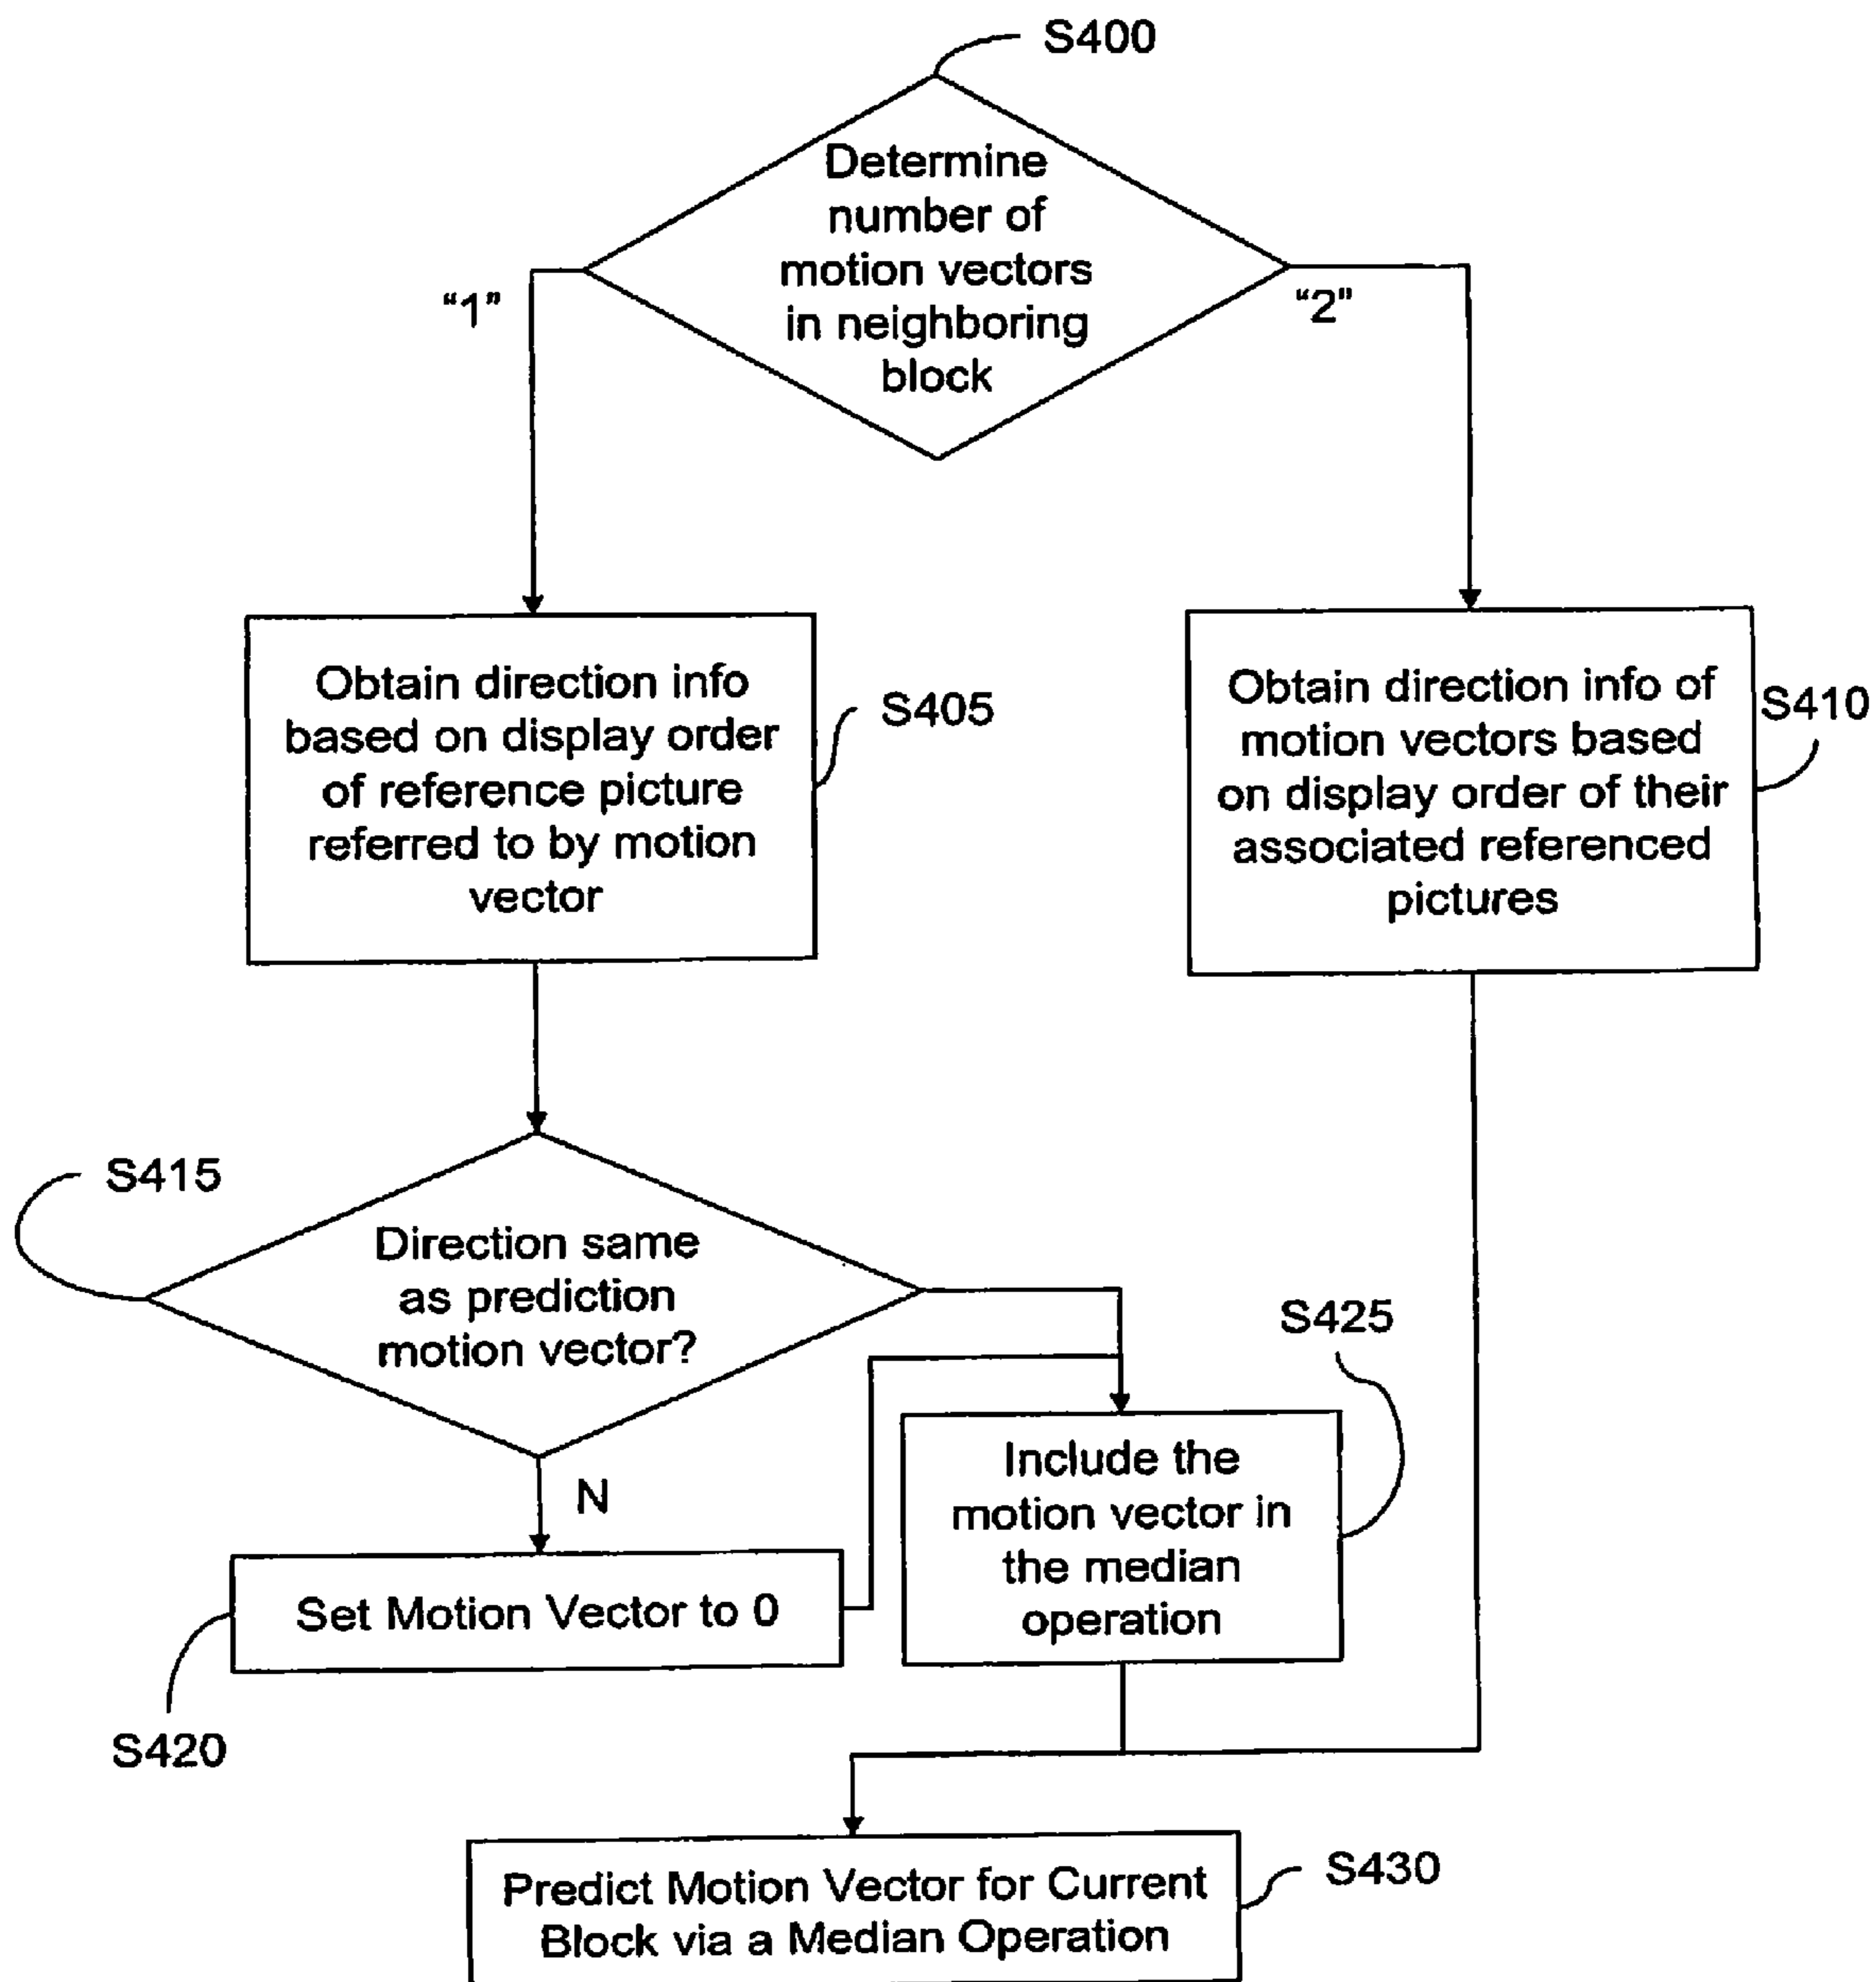 S400
Determine
number of
motion vectors
in neighboring
block
“1”
“2”
Obtain direction info
based on display order
of reference picture
referred to by motion
vector
S405
Obtain direction info of
motion vectors based
on display order of their
associated referenced
pictures
S410
S415
Direction same
as prediction
motion vector?
N
S425
Include the
motion vector in
the median
operation
Set Motion Vector to 0
S420
Predict Motion Vector for Current
Block via a Median Operation
S430